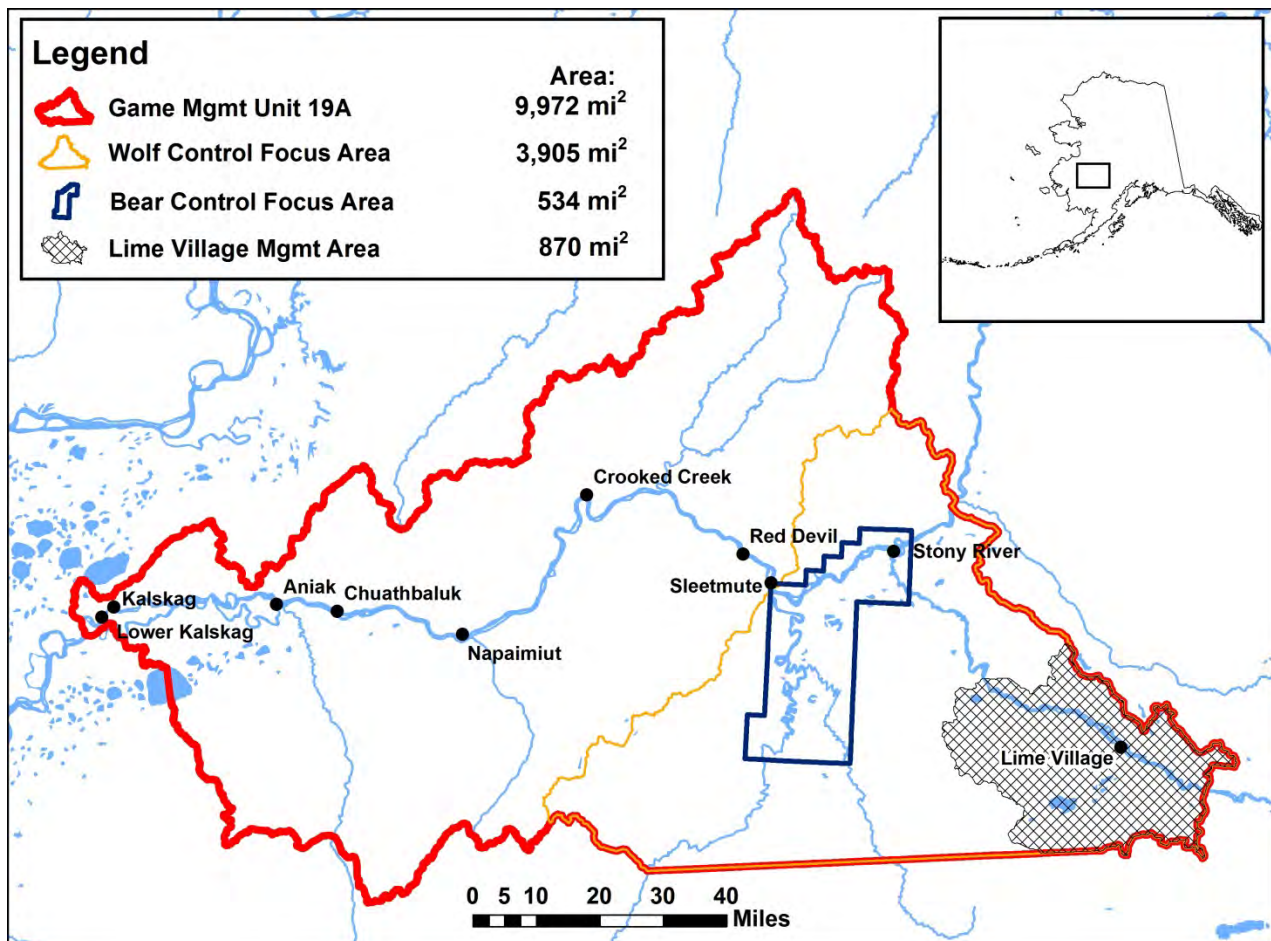 Legend
Area:
Game Mgmt Unit 19A 9,972 mi²
Wolf Control Focus Area 3,905 mi²
Bear Control Focus Area 534 mi²
Lime Village Mgmt Area 870 mi²
Crooked Creek
Red Devil
Stony River
Sleetmute
Kalskag
Aniak
Chuathbaluk
Lower Kalskag
Napaimiut
Lime Village
0 5 10 20 30 40
Miles